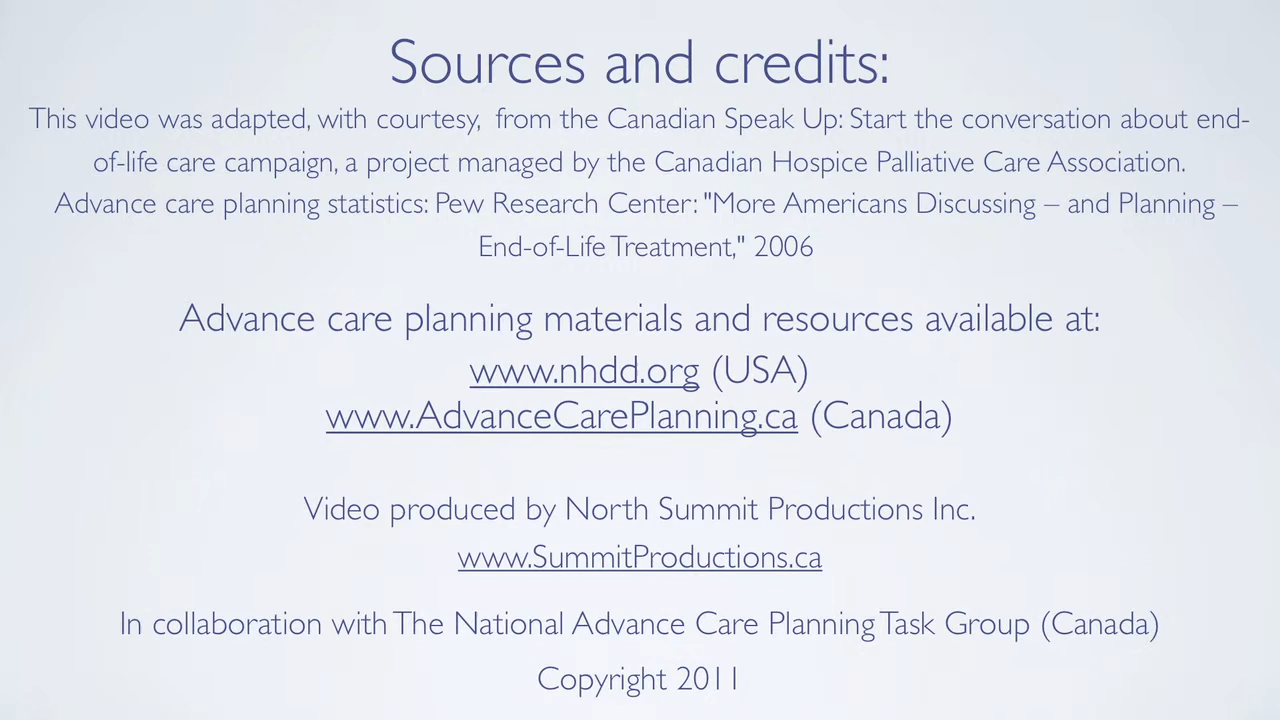 Sources and credits:
This video was adapted, with courtesy, from the Canadian Speak Up: Start the conversation about end-
of-life care campaign, a project managed by the Canadian Hospice Palliative Care Association.
Advance care planning statistics: Pew Research Center: "More Americans Discussing – and Planning –
End-of-Life Treatment," 2006
Advance care planning materials and resources available at:
www.nhdd.org (USA)
www.AdvanceCarePlanning.ca (Canada)
Video produced by North Summit Productions Inc.
www.SummitProductions.ca
In collaboration with The National Advance Care Planning Task Group (Canada)
Copyright 2011